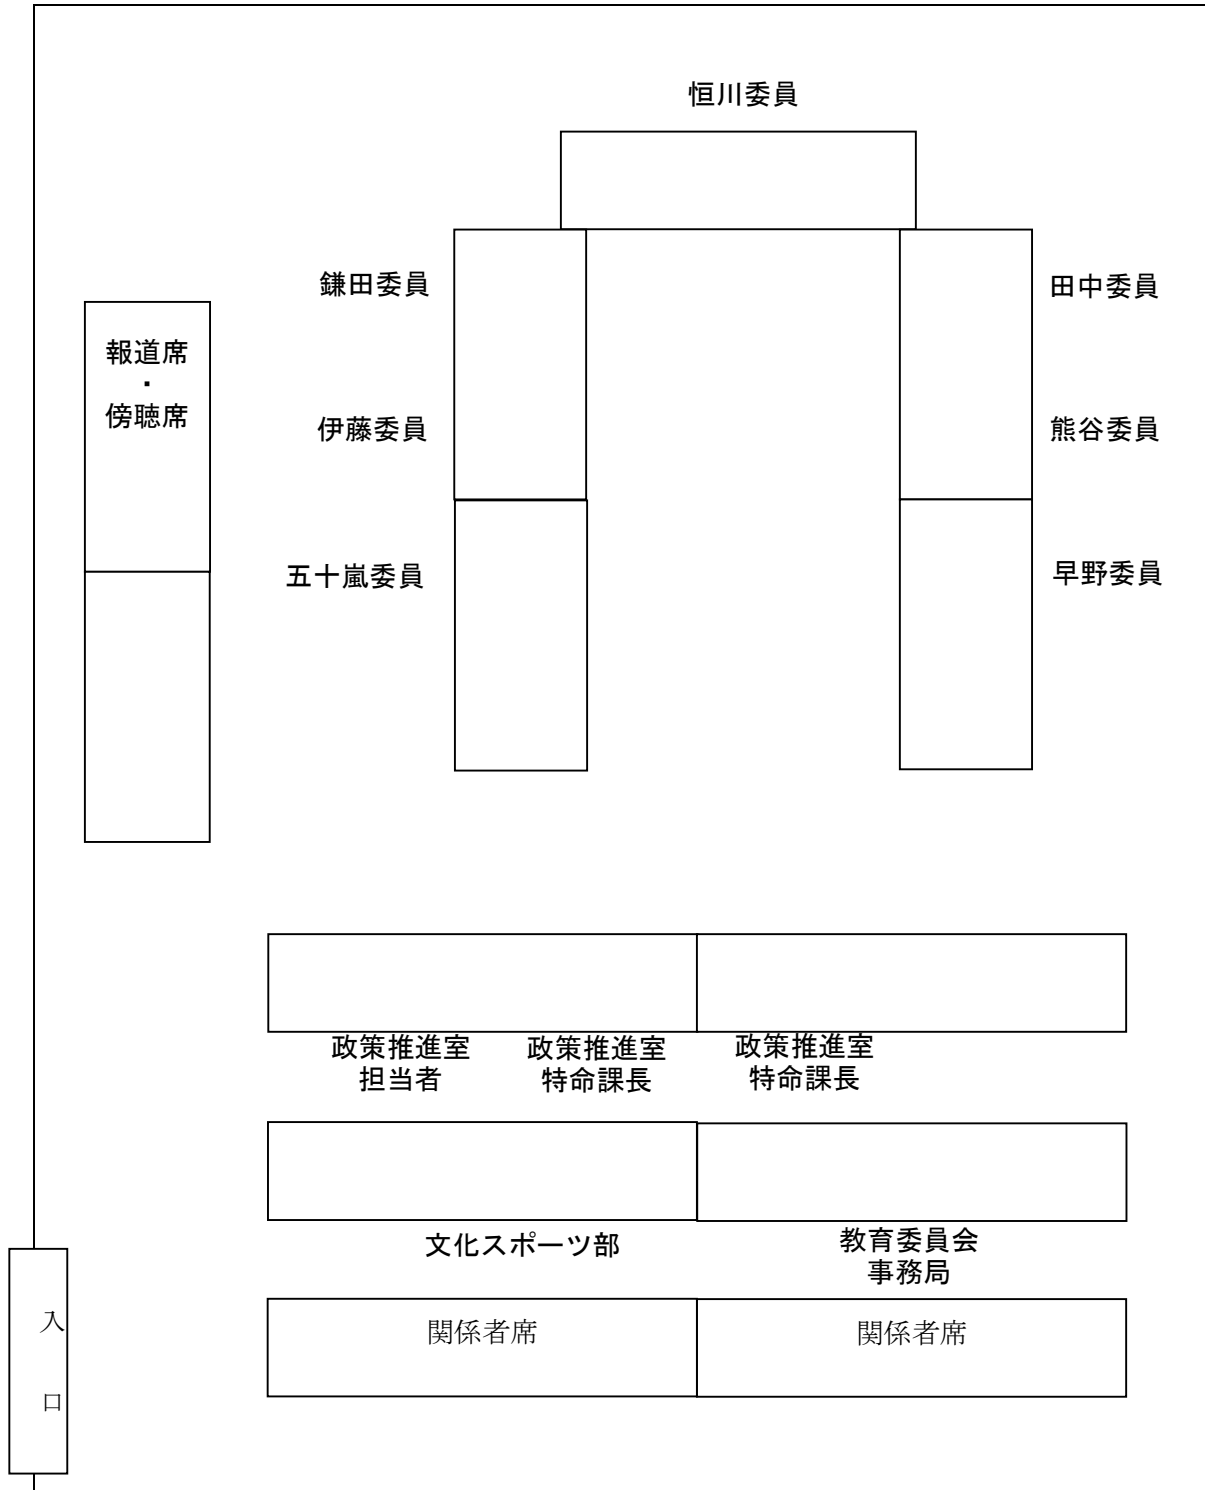 恒川委員
鎌田委員
田中委員
報道席
・
傍聴席
伊藤委員
熊谷委員
五十嵐委員
早野委員
政策推進室
担当者
政策推進室
特命課長
政策推進室
特命課長
文化スポーツ部
教育委員会
事務局
入
口
関係者席
関係者席